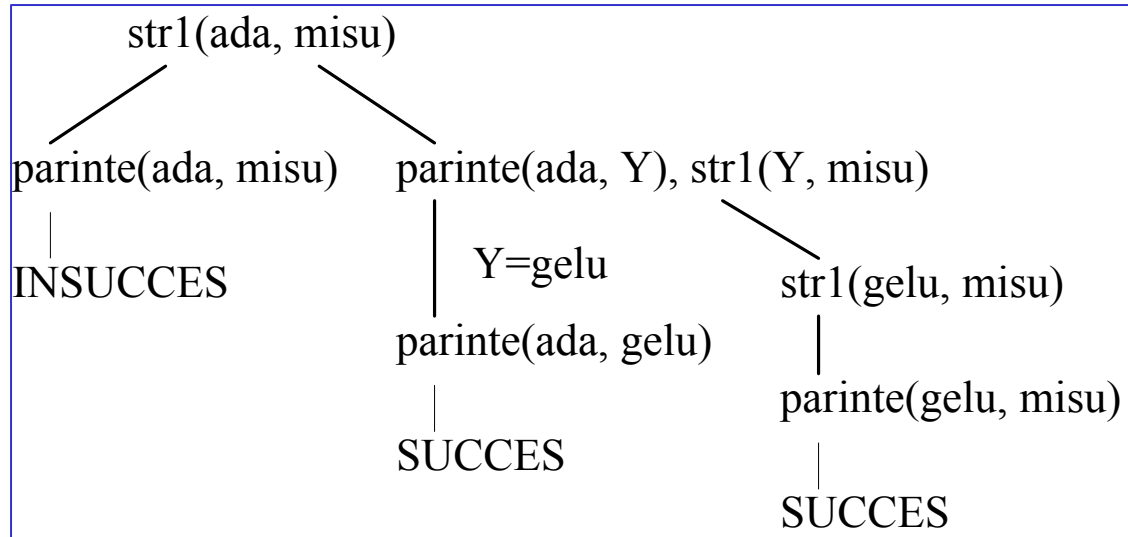 str1(ada, misu)
parinte(ada, misu)
parinte(ada, Y), str1(Y, misu)
INSUCCES
Y=gelu
str1(gelu, misu)
parinte(ada, gelu)
parinte(gelu, misu)
SUCCES
SUCCES